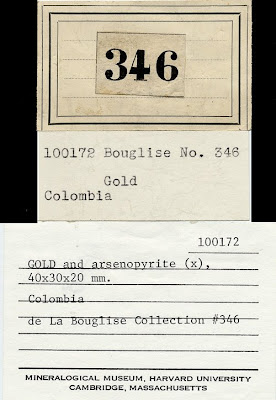 346
100172 Bouglise No. 346
Gold
Colombia
100172
GOLD and arsenopyrite (x),
40x30x20 mm.
Colombia
de La Bouglise Collection #346
MINERALOGICAL MUSEUM, HARVARD UNIVERSITY
CAMBRIDGE, MASSACHUSETTS